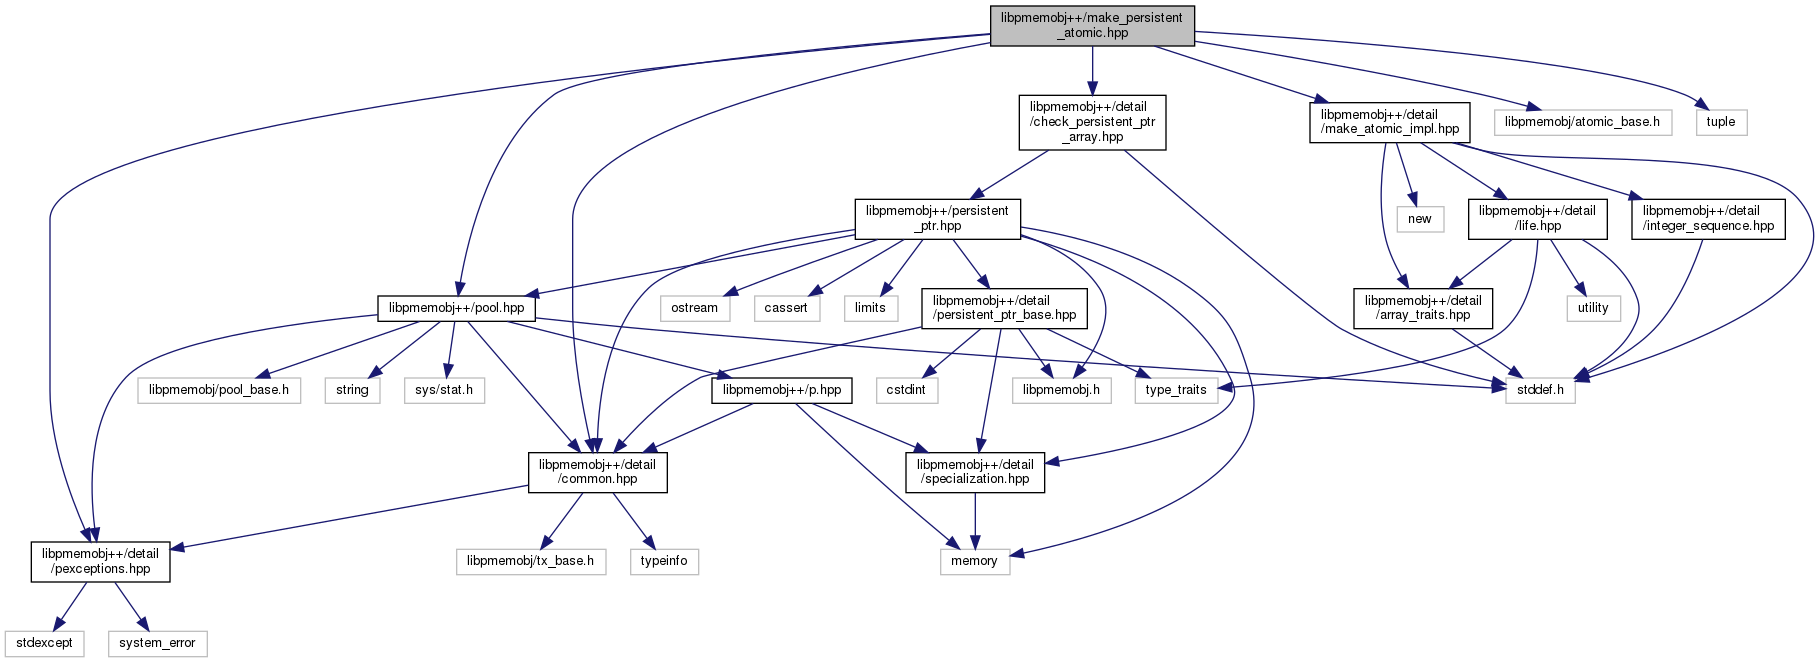 libpmemobj++/make_persistent
_atomic.hpp
libpmemobj++/detail
/check_persistent_ptr
_array.hpp
libpmemobj++/detail
/make_atomic_impl.hpp
libpmemobj/atomic_base.h
tuple
libpmemobj++/persistent
_ptr.hpp
new
libpmemobj++/detail
/life.hpp
libpmemobj++/detail
/integer_sequence.hpp
libpmemobj++/pool.hpp
ostream
cassert
limits
libpmemobj++/detail
/persistent_ptr_base.hpp
libpmemobj++/detail
/array_traits.hpp
utility
libpmemobj/pool_base.h
string
sys/stat.h
libpmemobj++/p.hpp
cstdint
libpmemobj.h
type_traits
stddef.h
libpmemobj++/detail
/common.hpp
libpmemobj++/detail
/specialization.hpp
libpmemobj++/detail
/pexceptions.hpp
libpmemobj/tx_base.h
typeinfo
memory
stdexcept
system_error